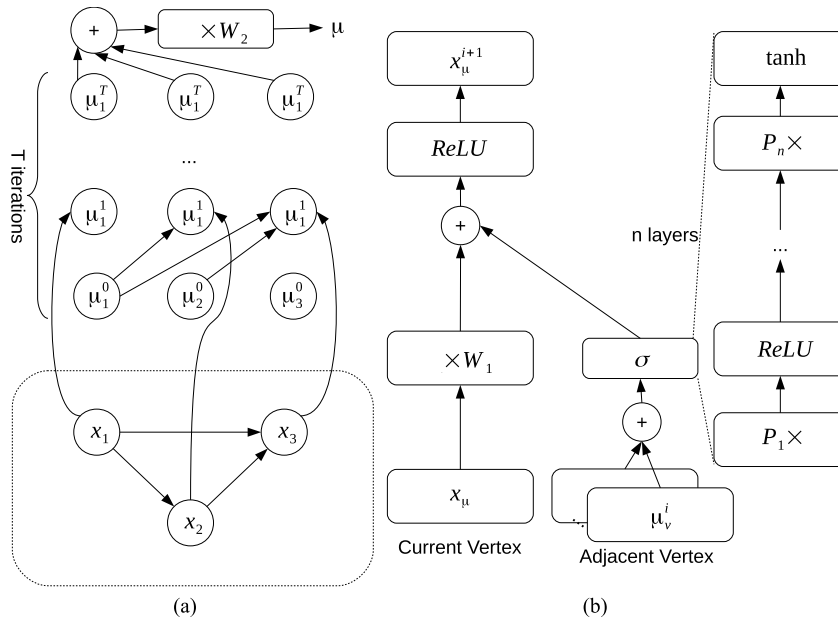 +
×W₂
μ
μ₁ᵀ μ₁ᵀ μ₁ᵀ
...
T iterations
μ₁¹ μ₁¹ μ₁¹
μ₁⁰ μ₂⁰ μ₃⁰
x₁ x₃
x₂
(a)
x_μ^{i+1}
ReLU
+
×W₁
x_μ
Current Vertex
σ
+
μ_v^i
⋱
Adjacent Vertex
n layers
tanh
Pₙ×
...
ReLU
P₁×
(b)